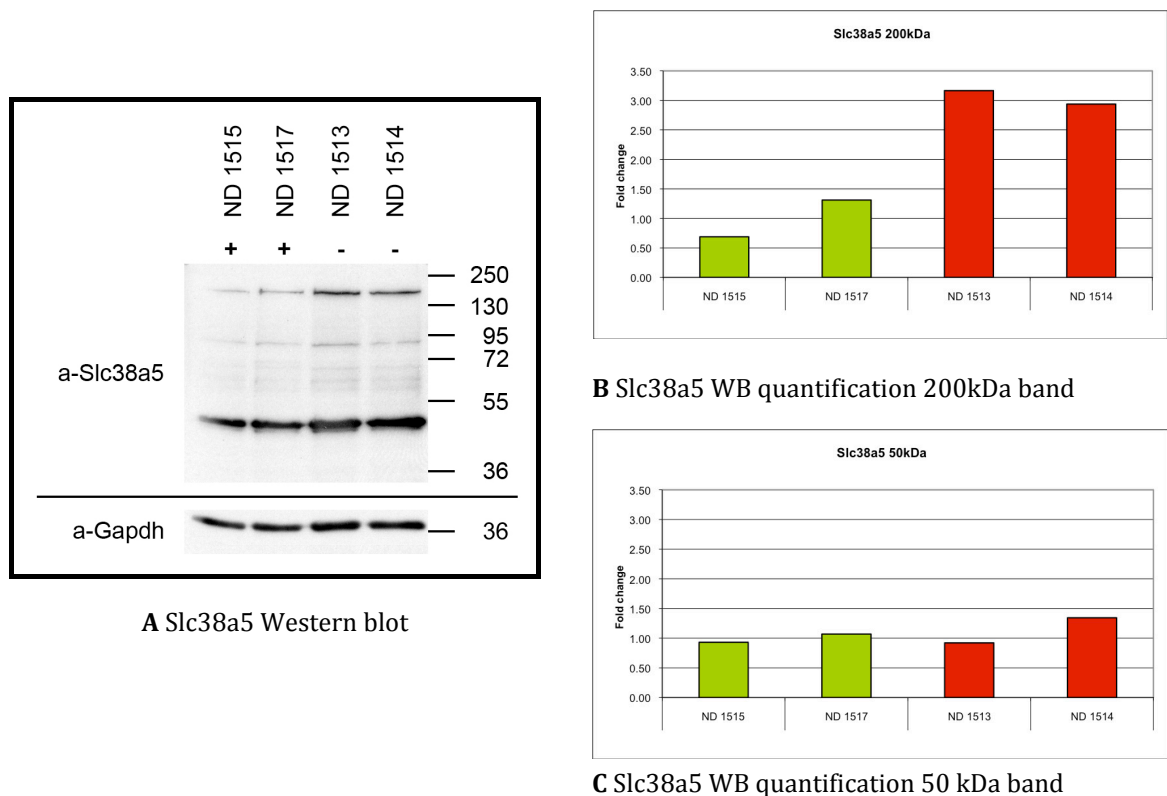 ND 1515
ND 1517
ND 1513
ND 1514
+ + - -
250
130
95
72
55
36
a-Slc38a5
a-Gapdh
36
A Slc38a5 Western blot
Slc38a5 200kDa
Fold change
3.50
3.00
2.50
2.00
1.50
1.00
0.50
0.00
ND 1515 ND 1517 ND 1513 ND 1514
B Slc38a5 WB quantification 200kDa band
Slc38a5 50kDa
Fold change
3.50
3.00
2.50
2.00
1.50
1.00
0.50
0.00
ND 1515 ND 1517 ND 1513 ND 1514
C Slc38a5 WB quantification 50 kDa band